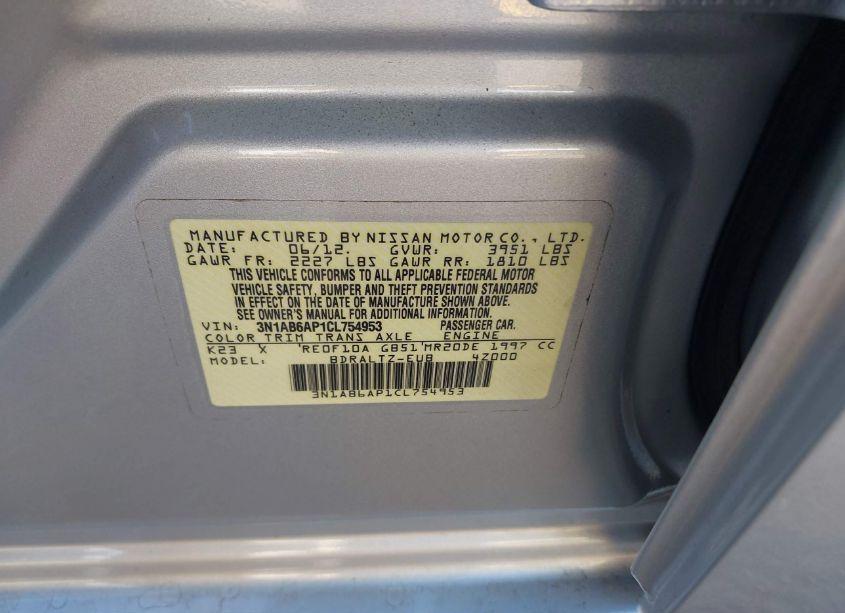 MANUFACTURED BY NISSAN MOTOR CO., LTD.
DATE: 06/12. GVWR: 3951 LBS
GAWR FR: 2227 LBS GAWR RR: 1810 LBS
THIS VEHICLE CONFORMS TO ALL APPLICABLE FEDERAL MOTOR
VEHICLE SAFETY, BUMPER AND THEFT PREVENTION STANDARDS
IN EFFECT ON THE DATE OF MANUFACTURE SHOWN ABOVE.
SEE OWNER'S MANUAL FOR ADDITIONAL INFORMATION.
VIN: 3N1AB6AP1CL754953 PASSENGER CAR.
COLOR TRIM TRANS AXLE ENGINE
K23 X 'RE0F10A GB51'MR20DE 1997 CC
MODEL: BDRALTZ-EUB 4Z000
3N1AB6AP1CL754953